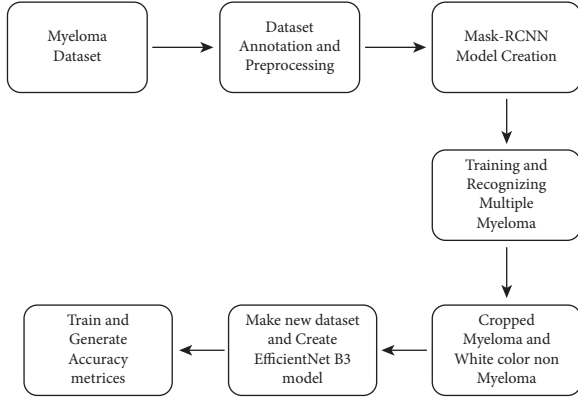 Myeloma
Dataset
Dataset
Annotation and
Preprocessing
Mask-RCNN
Model Creation
Training and
Recognizing
Multiple
Myeloma
Cropped
Myeloma and
White color non
Myeloma
Make new dataset
and Create
EfficientNet B3
model
Train and
Generate
Accuracy
metrices